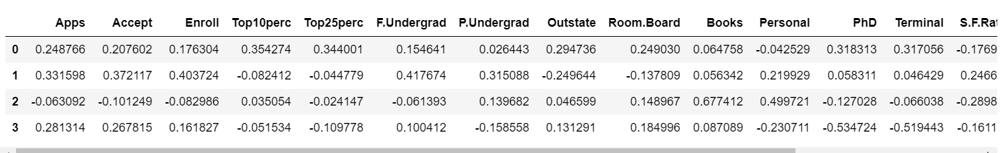 Apps Accept Enroll Top10perc Top25perc F.Undergrad P.Undergrad Outstate Room.Board Books Personal PhD Terminal S.F.Rat
0 0.248766 0.207602 0.176304 0.354274 0.344001 0.154641 0.026443 0.294736 0.249030 0.064758 -0.042529 0.318313 0.317056 -0.1769
1 0.331598 0.372117 0.403724 -0.082412 -0.044779 0.417674 0.315088 -0.249644 -0.137809 0.056342 0.219929 0.058311 0.046429 0.2466
2 -0.063092 -0.101249 -0.082986 0.035054 -0.024147 -0.061393 0.139682 0.046599 0.148967 0.677412 0.499721 -0.127028 -0.066038 -0.2898
3 0.281314 0.267815 0.161827 -0.051534 -0.109778 0.100412 -0.158558 0.131291 0.184996 0.087089 -0.230711 -0.534724 -0.519443 -0.1611